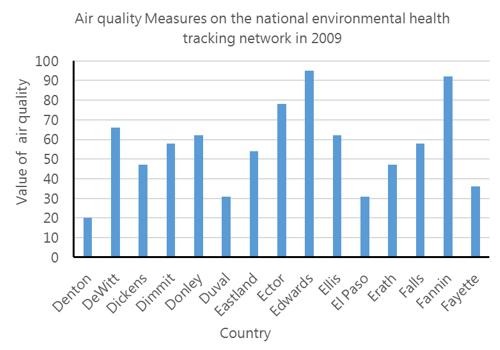 Air quality Measures on the national environmental health
tracking network in 2009
Value of air quality
100
90
80
70
60
50
40
30
20
10
0
Denton
DeWitt
Dickens
Dimmit
Donley
Duval
Eastland
Ector
Edwards
Ellis
El Paso
Erath
Falls
Fannin
Fayette
Country